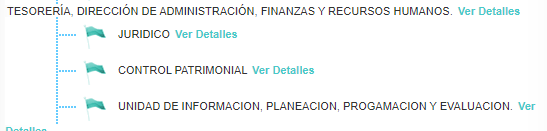 TESORERÍA, DIRECCIÓN DE ADMINISTRACIÓN, FINANZAS Y RECURSOS HUMANOS. Ver Detalles
JURIDICO Ver Detalles
CONTROL PATRIMONIAL Ver Detalles
UNIDAD DE INFORMACION, PLANEACION, PROGAMACION Y EVALUACION. Ver
Detalles